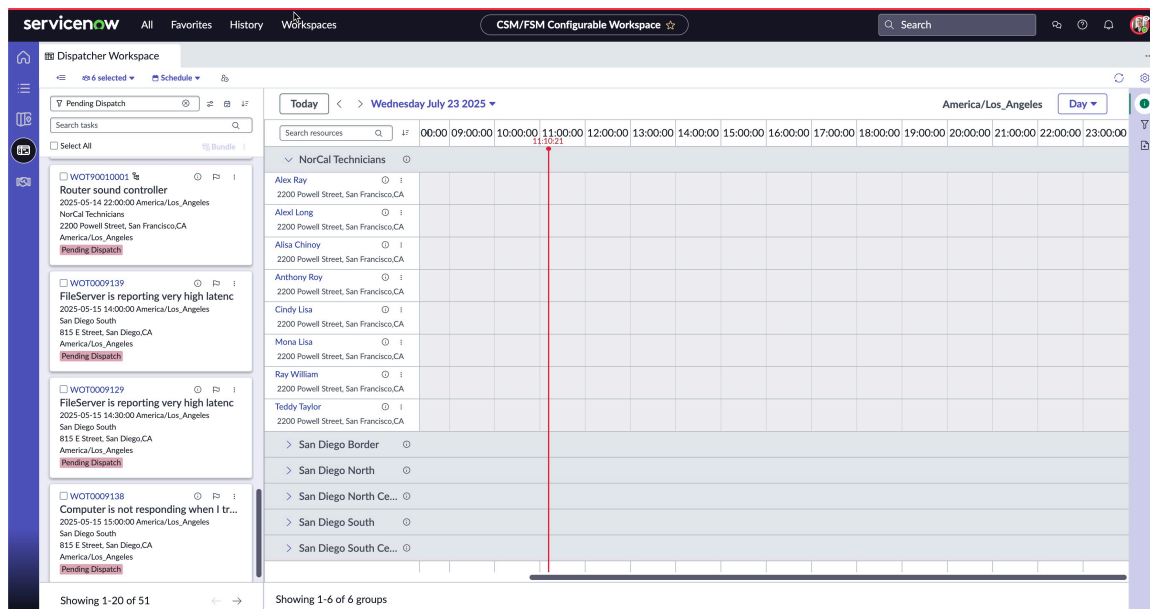 servicenow All Favorites History Workspaces CSM/FSM Configurable Workspace Search
Dispatcher Workspace
6 selected Schedule
Pending Dispatch
Search tasks
Select All Bundle
WOT90010001
Router sound controller
2025-05-14 22:00:00 America/Los_Angeles
NorCal Technicians
2200 Powell Street, San Francisco,CA
America/Los_Angeles
Pending Dispatch
WOT0009139
FileServer is reporting very high latenc
2025-05-15 14:00:00 America/Los_Angeles
San Diego South
815 E Street, San Diego,CA
America/Los_Angeles
Pending Dispatch
WOT0009129
FileServer is reporting very high latenc
2025-05-15 14:30:00 America/Los_Angeles
San Diego South
815 E Street, San Diego,CA
America/Los_Angeles
Pending Dispatch
WOT0009138
Computer is not responding when I tr...
2025-05-15 15:00:00 America/Los_Angeles
San Diego South
815 E Street, San Diego,CA
America/Los_Angeles
Pending Dispatch
Showing 1-20 of 51
Today Wednesday July 23 2025 America/Los_Angeles Day
Search resources 00:00 09:00:00 10:00:00 11:00:00 12:00:00 13:00:00 14:00:00 15:00:00 16:00:00 17:00:00 18:00:00 19:00:00 20:00:00 21:00:00 22:00:00 23:00:00
11:10:21
NorCal Technicians
Alex Ray
2200 Powell Street, San Francisco,CA
Alexl Long
2200 Powell Street, San Francisco,CA
Alisa Chinoy
2200 Powell Street, San Francisco,CA
Anthony Roy
2200 Powell Street, San Francisco,CA
Cindy Lisa
2200 Powell Street, San Francisco,CA
Mona Lisa
2200 Powell Street, San Francisco,CA
Ray William
2200 Powell Street, San Francisco,CA
Teddy Taylor
2200 Powell Street, San Francisco,CA
San Diego Border
San Diego North
San Diego North Ce...
San Diego South
San Diego South Ce...
Showing 1-6 of 6 groups